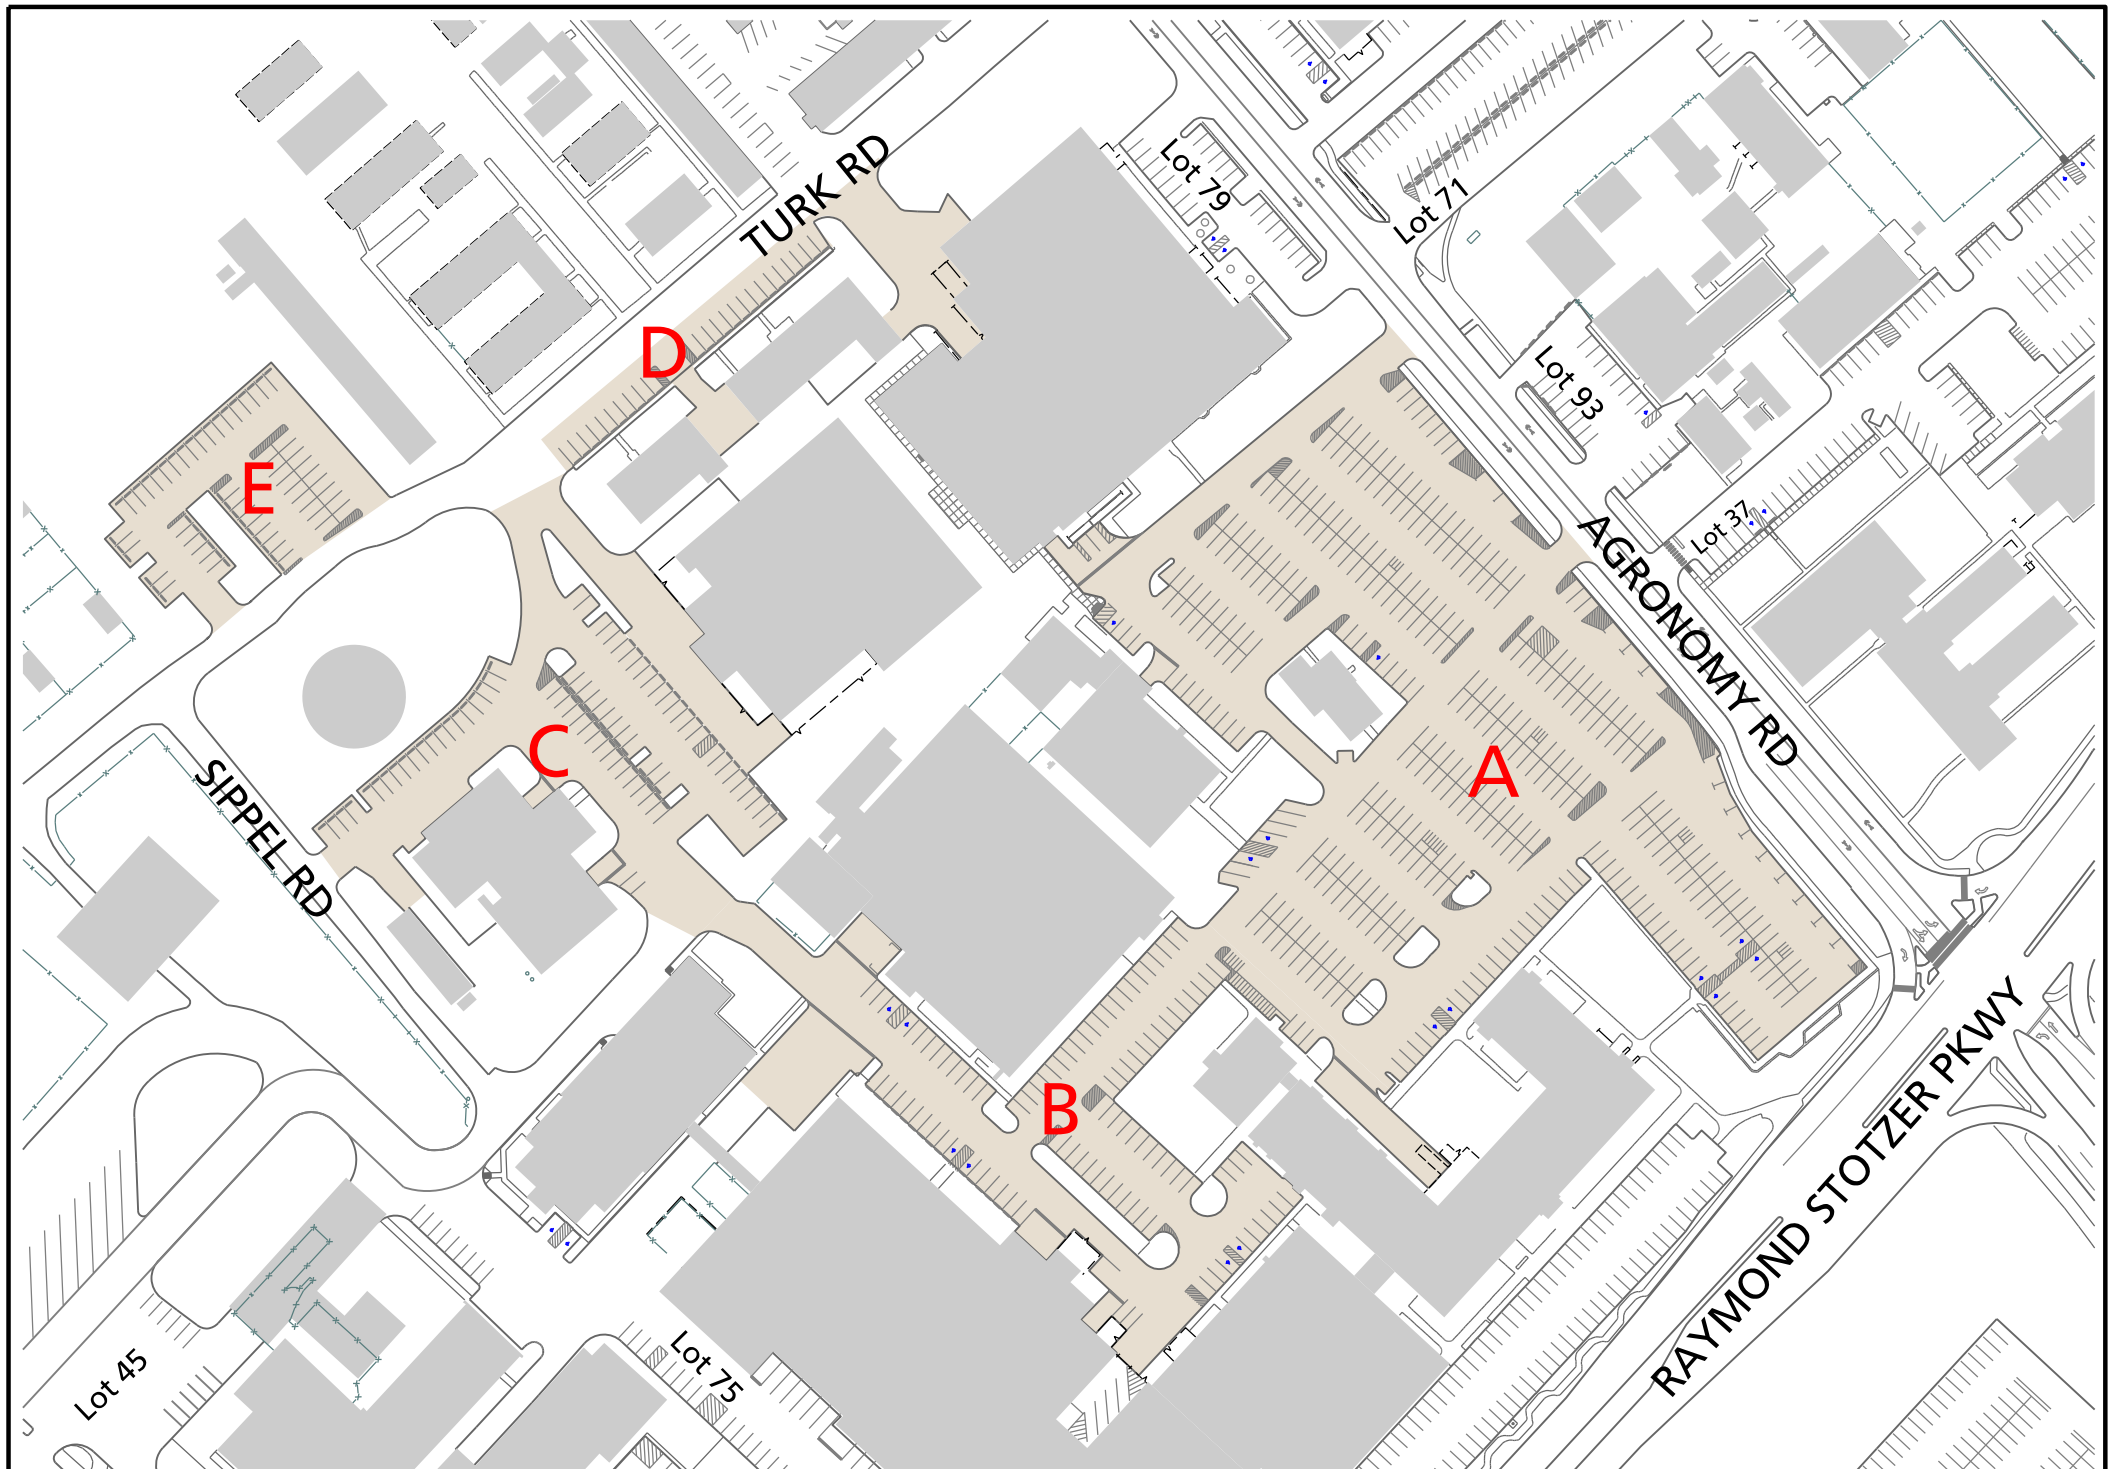 TURK RD
Lot 79
Lot 71
D
Lot 93
E
Lot 37
AGRONOMY RD
C
A
SIPPEL RD
B
RAYMOND STOTZER PKWY
Lot 45
Lot 75